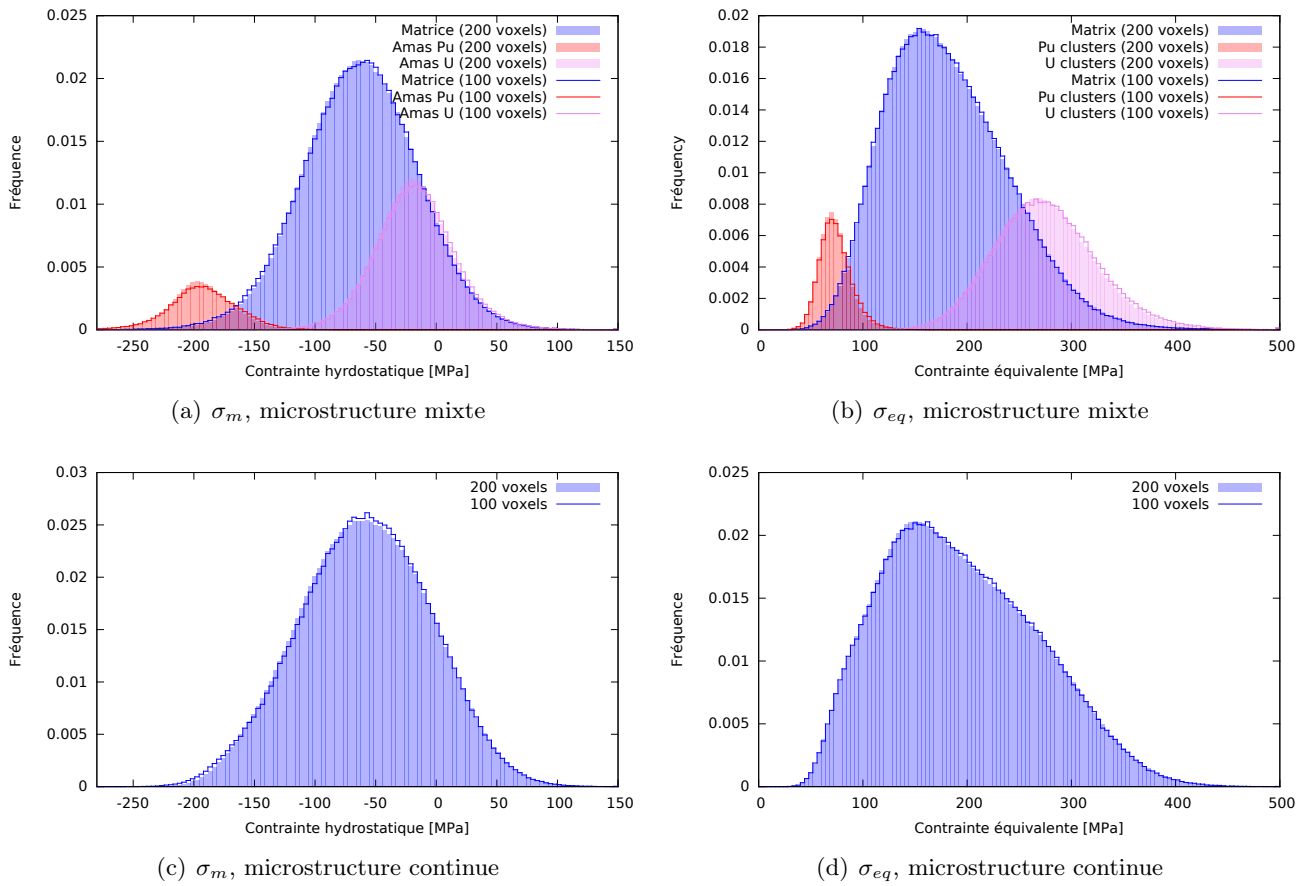 0.025
0.02
0.015
0.01
0.005
0
Fréquence
-250 -200 -150 -100 -50 0 50 100 150
Contrainte hyrdostatique [MPa]
Matrice (200 voxels)
Amas Pu (200 voxels)
Amas U (200 voxels)
Matrice (100 voxels)
Amas Pu (100 voxels)
Amas U (100 voxels)
(a) σm, microstructure mixte
0.02
0.018
0.016
0.014
0.012
0.01
0.008
0.006
0.004
0.002
0
Fréquency
0 100 200 300 400 500
Contrainte équivalente [MPa]
Matrix (200 voxels)
Pu clusters (200 voxels)
U clusters (200 voxels)
Matrix (100 voxels)
Pu clusters (100 voxels)
U clusters (100 voxels)
(b) σeq, microstructure mixte
0.03
0.025
0.02
0.015
0.01
0.005
0
Fréquence
-250 -200 -150 -100 -50 0 50 100 150
Contrainte hydrostatique [MPa]
200 voxels
100 voxels
(c) σm, microstructure continue
0.025
0.02
0.015
0.01
0.005
0
Fréquence
0 100 200 300 400 500
Contrainte équivalente [MPa]
200 voxels
100 voxels
(d) σeq, microstructure continue